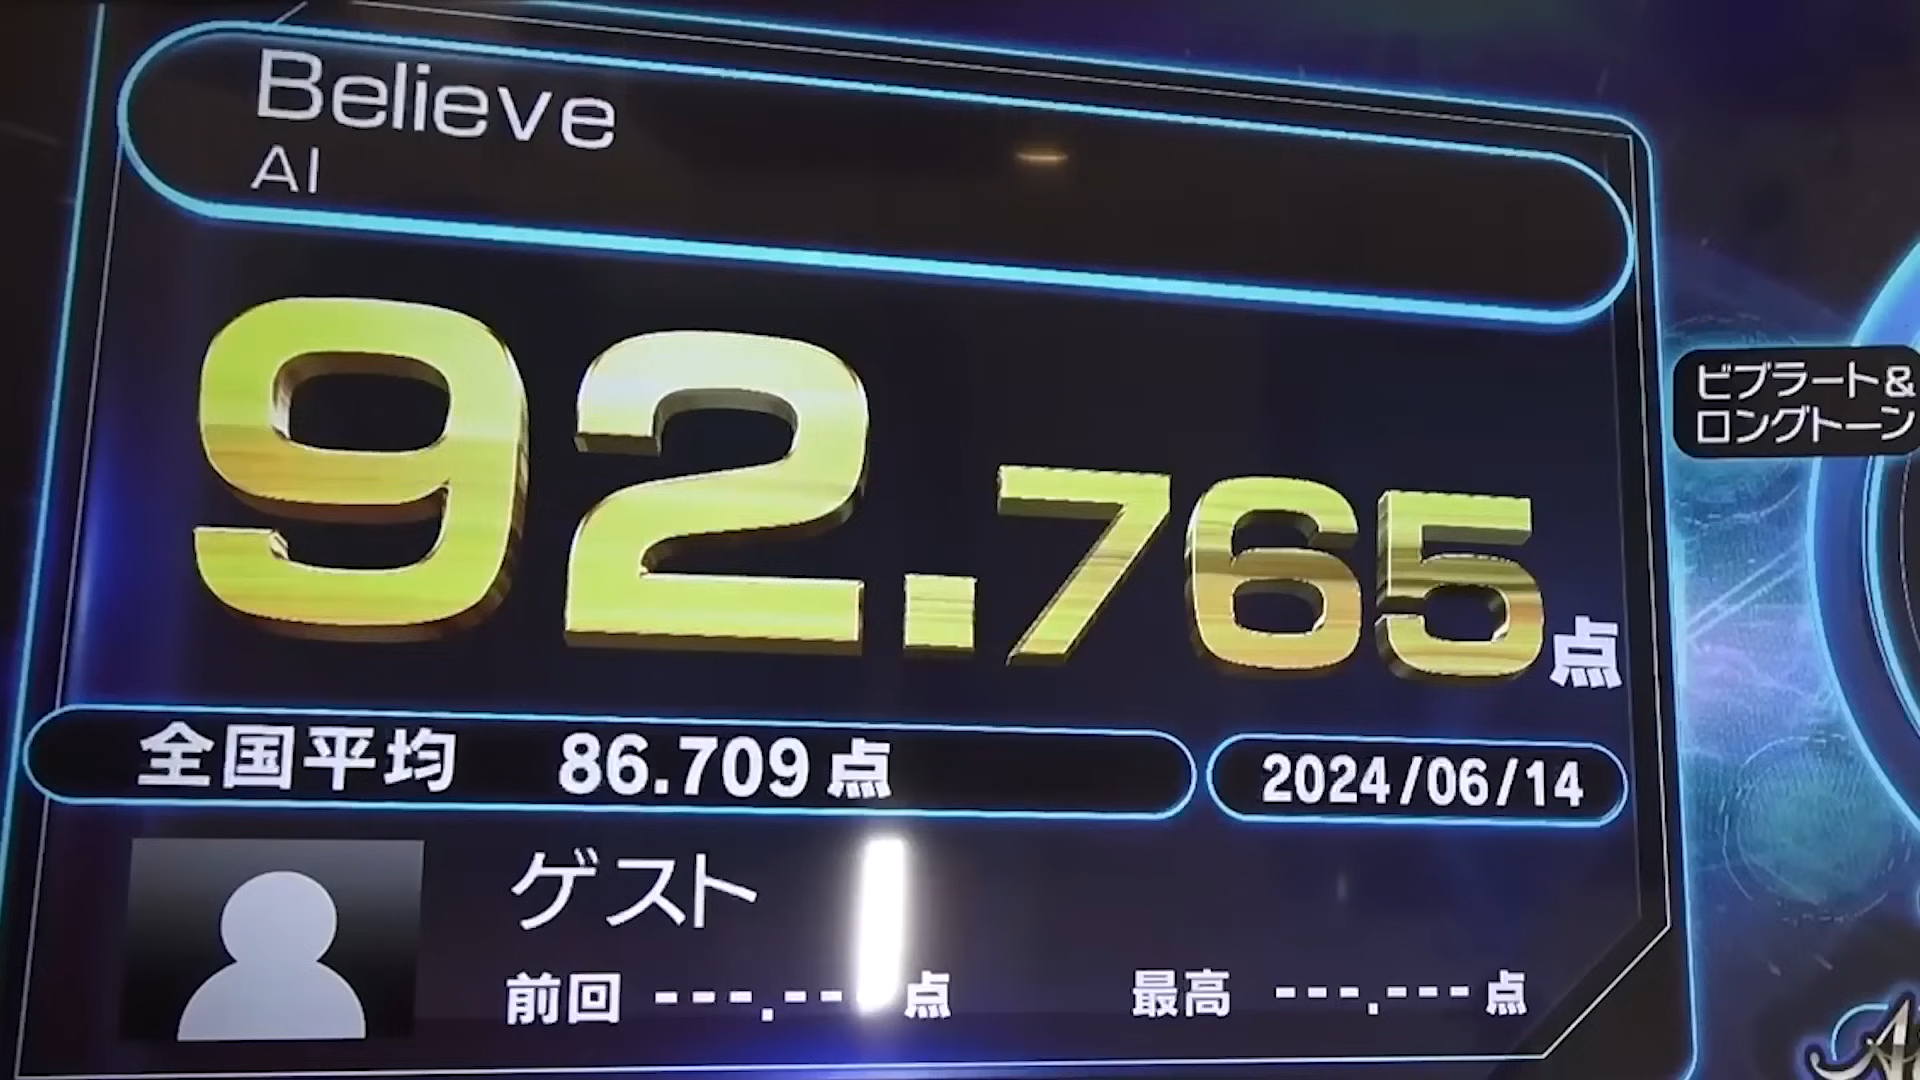 Believe
AI
92.765点
ビブラート&
ロングトーン
全国平均 86.709点
2024/06/14
ゲスト
前回 ---.-- 点 最高 ---.---点